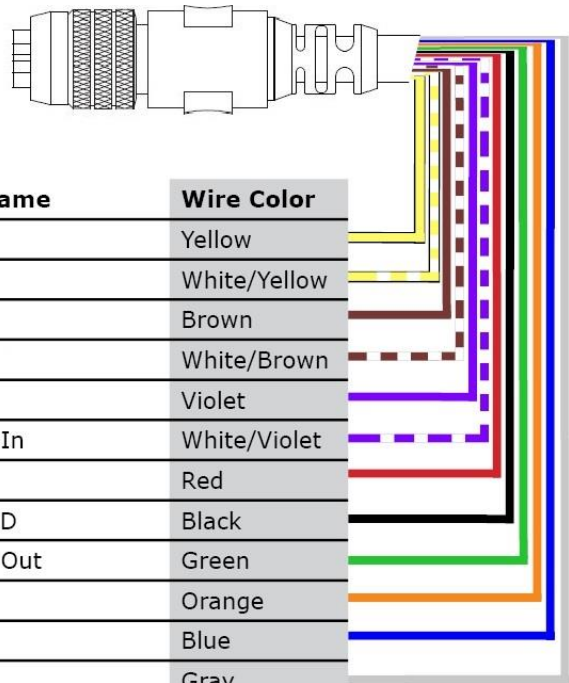 ame Wire Color
Yellow
White/Yellow
Brown
White/Brown
Violet
In White/Violet
Red
D Black
Out Green
Orange
Blue
Gray